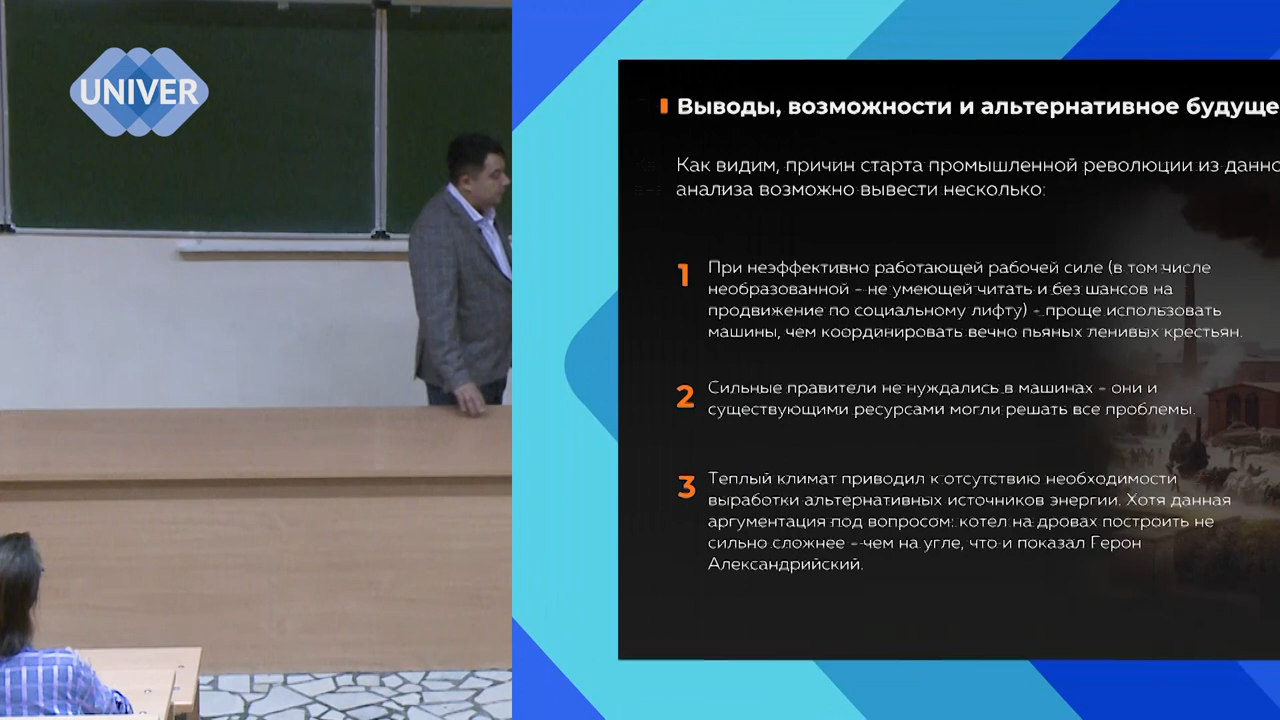 UNIVER
Выводы, возможности и альтернативное будуще
Как видим, причин старта промышленной революции из данно
анализа возможно вывести несколько:
1 При неэффективно работающей рабочей силе (в том числе
необразованной - не умеющей читать и без шансов на
продвижение по социальному лифту) - проще использовать
машины, чем координировать вечно пьяных ленивых крестьян.
2 Сильные правители не нуждались в машинах - они и
существующими ресурсами могли решать все проблемы.
3 Теплый климат приводил к отсутствию необходимости
выработки альтернативных источников энергии. Хотя данная
аргументация под вопросом: котел на дровах построить не
сильно сложнее - чем на угле, что и показал Герон
Александрийский.